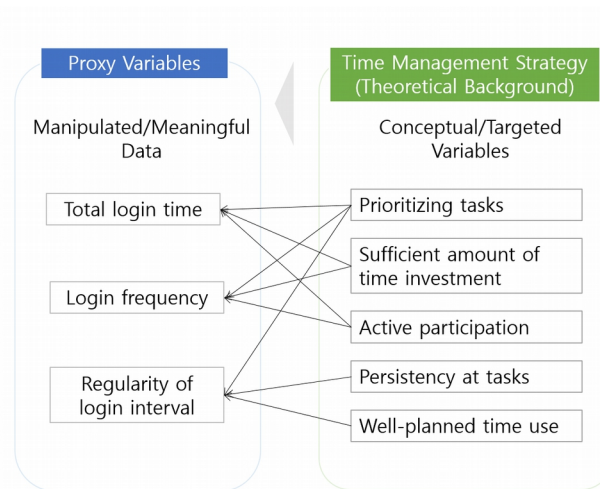 Proxy Variables
Manipulated/Meaningful
Data
Total login time
Login frequency
Regularity of
login interval
Time Management Strategy
(Theoretical Background)
Conceptual/Targeted
Variables
Prioritizing tasks
Sufficient amount of
time investment
Active participation
Persistency at tasks
Well-planned time use